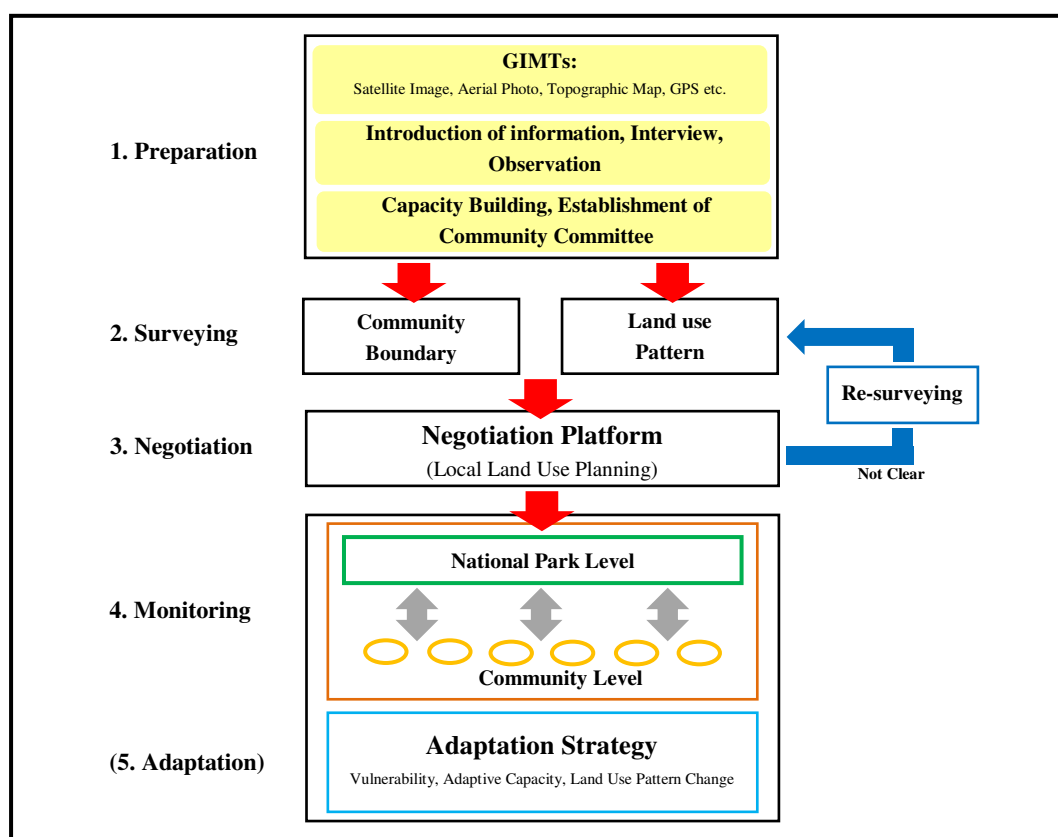 GIMTs:
Satellite Image, Aerial Photo, Topographic Map, GPS etc.
1. Preparation
Introduction of information, Interview,
Observation
Capacity Building, Establishment of
Community Committee
2. Surveying
Community
Boundary
Land use
Pattern
Re-surveying
3. Negotiation
Negotiation Platform
(Local Land Use Planning)
Not Clear
National Park Level
4. Monitoring
Community Level
(5. Adaptation)
Adaptation Strategy
Vulnerability, Adaptive Capacity, Land Use Pattern Change